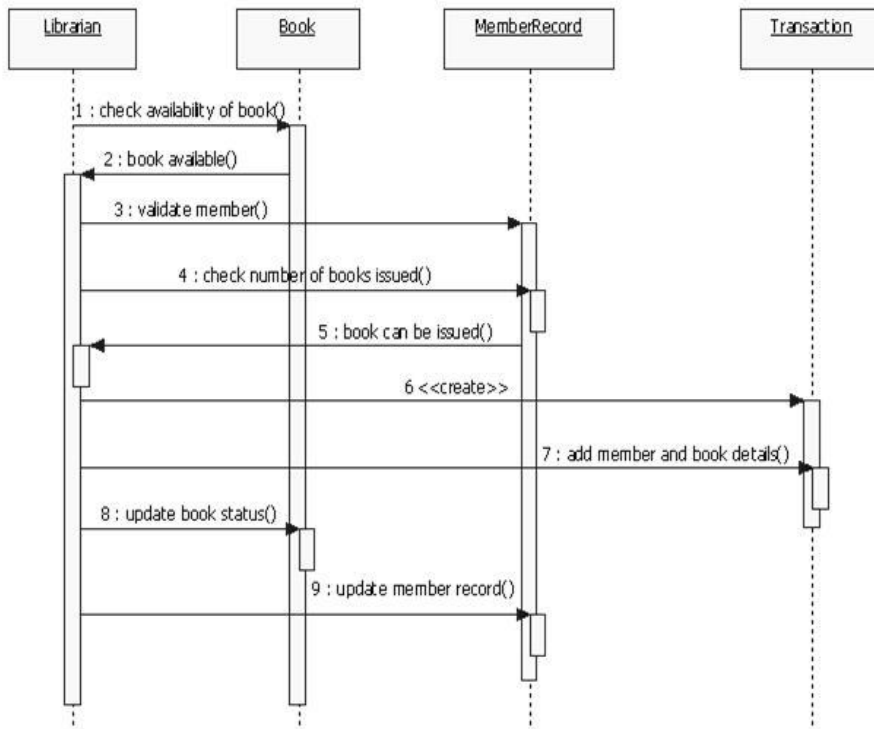 Librarian
Book
MemberRecord
Transaction
1 : check availability of book()
2 : book available()
3 : validate member()
4 : check number of books issued()
5 : book can be issued()
6 <<create>>
7 : add member and book details()
8 : update book status()
9 : update member record()